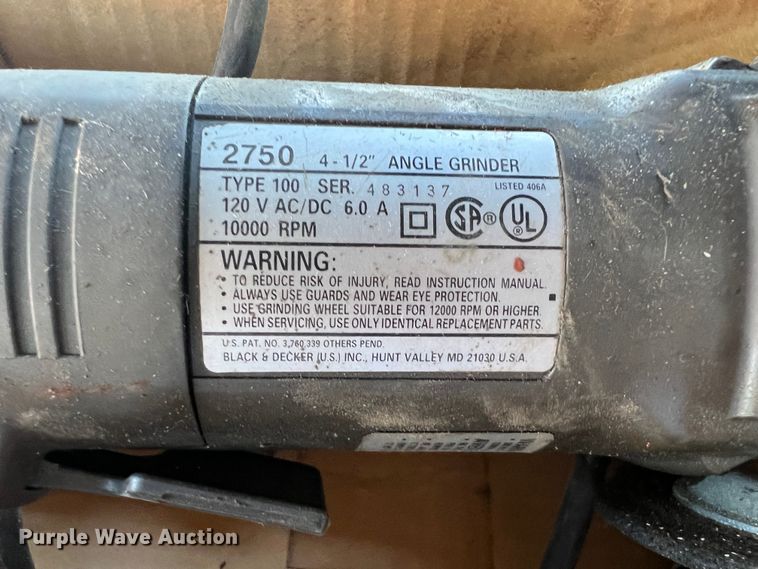 2750 4-1/2" ANGLE GRINDER
TYPE 100 SER. 483137 LISTED 406A
120 V AC/DC 6.0 A SA ® UL ®
10000 RPM
WARNING:
• TO REDUCE RISK OF INJURY, READ INSTRUCTION MANUAL.
• ALWAYS USE GUARDS AND WEAR EYE PROTECTION.
• USE GRINDING WHEEL SUITABLE FOR 12000 RPM OR HIGHER
• WHEN SERVICING, USE ONLY IDENTICAL REPLACEMENT PARTS.
U.S. PAT. NO. 3,760,339 OTHERS PEND.
BLACK & DECKER (U.S.) INC., HUNT VALLEY MD 21030 U.S.A.
Purple Wave Auction